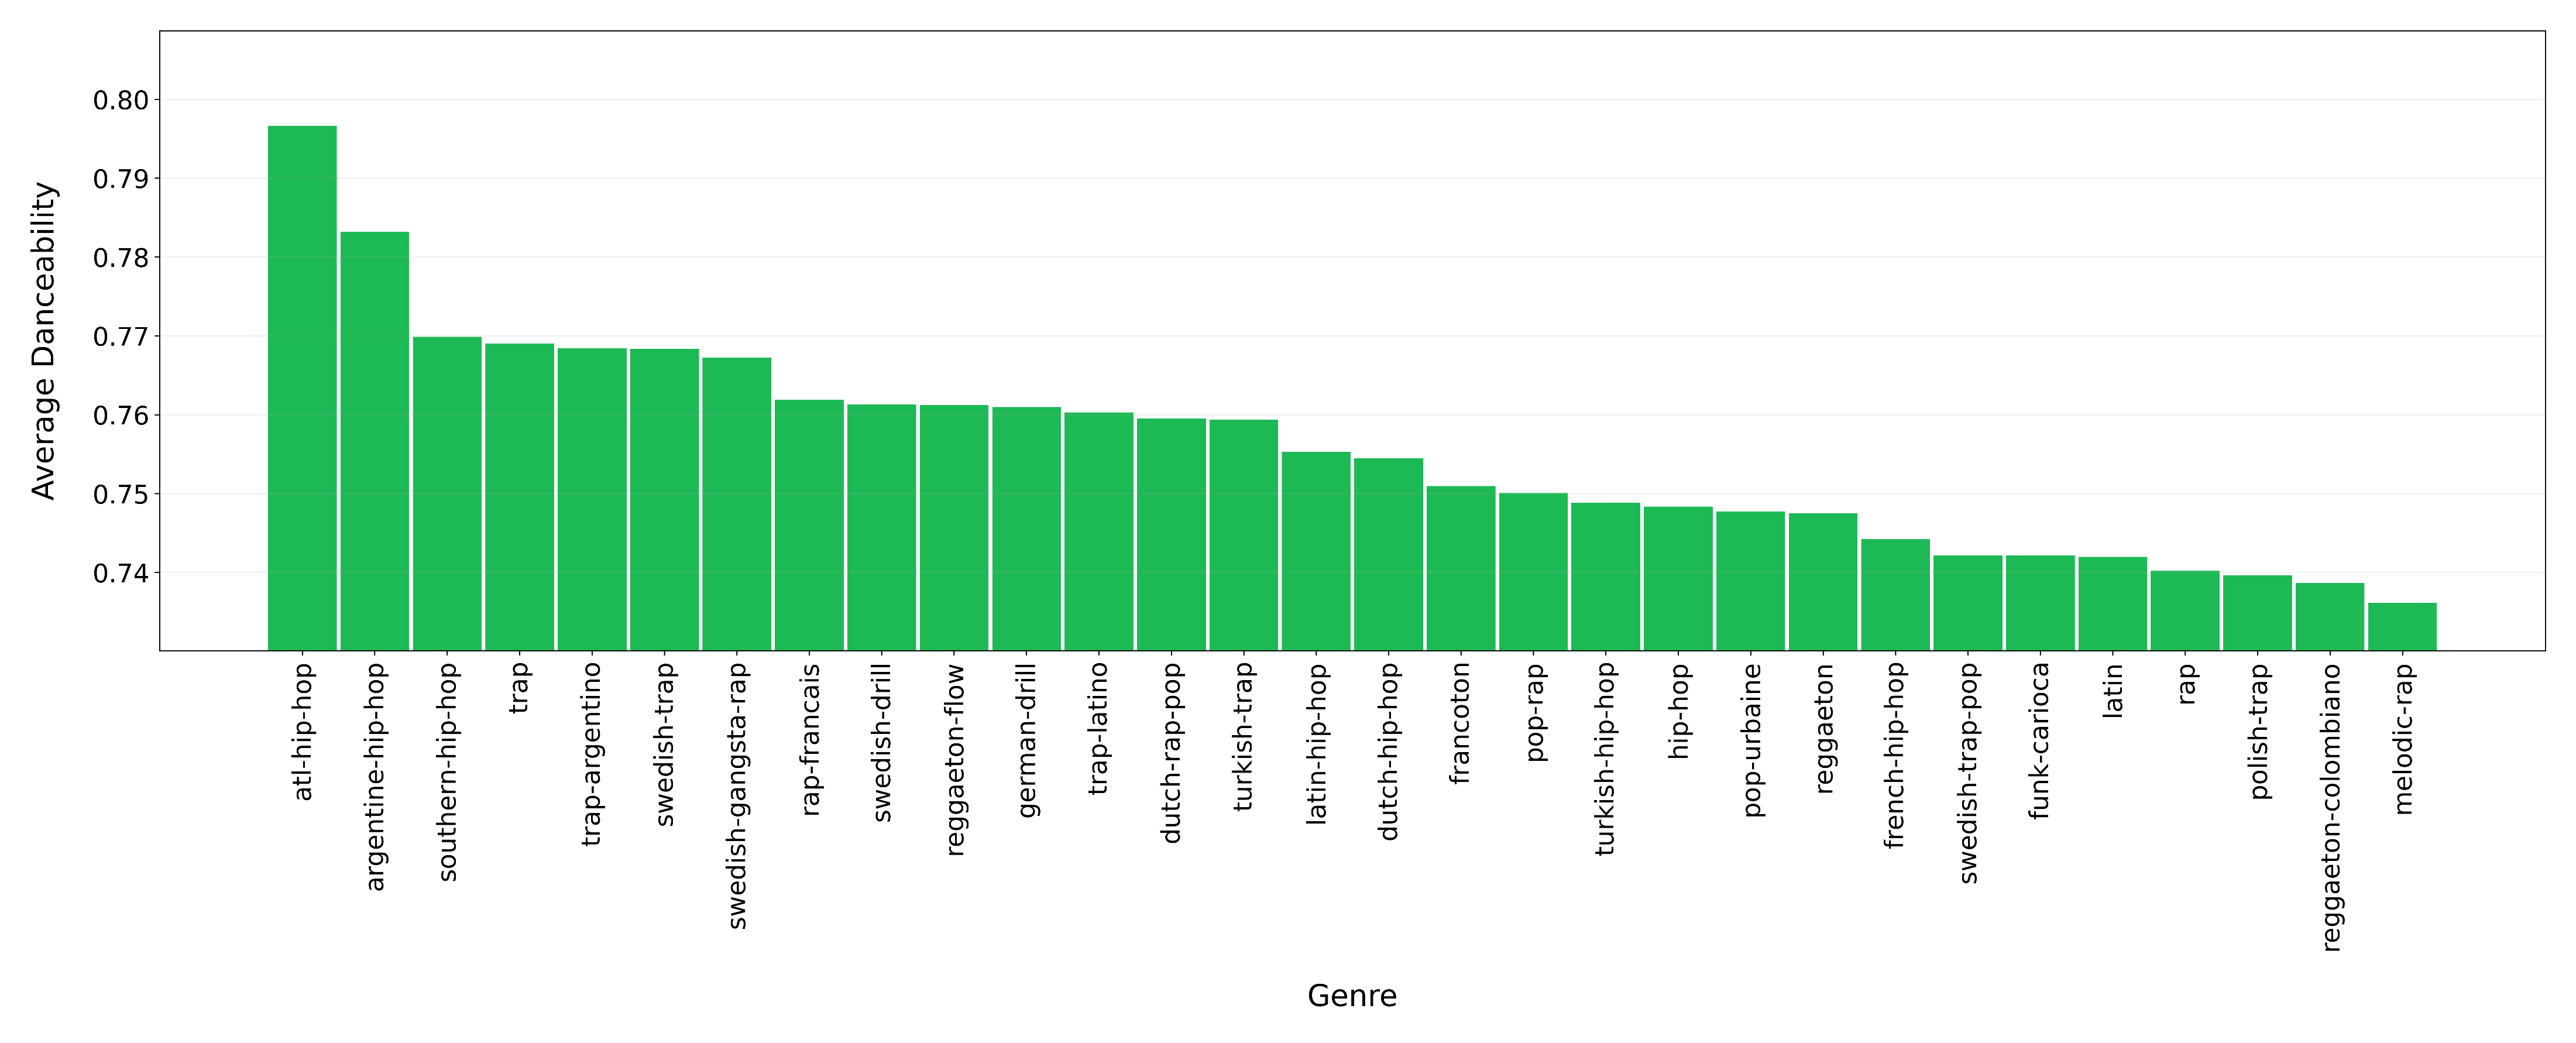 Average Danceability
0.80
0.79
0.78
0.77
0.76
0.75
0.74
atl-hip-hop
argentine-hip-hop
southern-hip-hop
trap
trap-argentino
swedish-trap
swedish-gangsta-rap
rap-francais
swedish-drill
reggaeton-flow
german-drill
trap-latino
dutch-rap-pop
turkish-trap
latin-hip-hop
dutch-hip-hop
francoton
pop-rap
turkish-hip-hop
hip-hop
pop-urbaine
reggaeton
french-hip-hop
swedish-trap-pop
funk-carioca
latin
rap
polish-trap
reggaeton-colombiano
melodic-rap
Genre